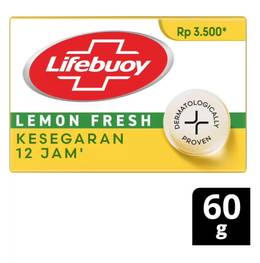 Rp 3.500*
Lifebuoy
LEMON FRESH
KESEGARAN
12 JAM'
DERMATOLOGICALLY
PROVEN
60
g